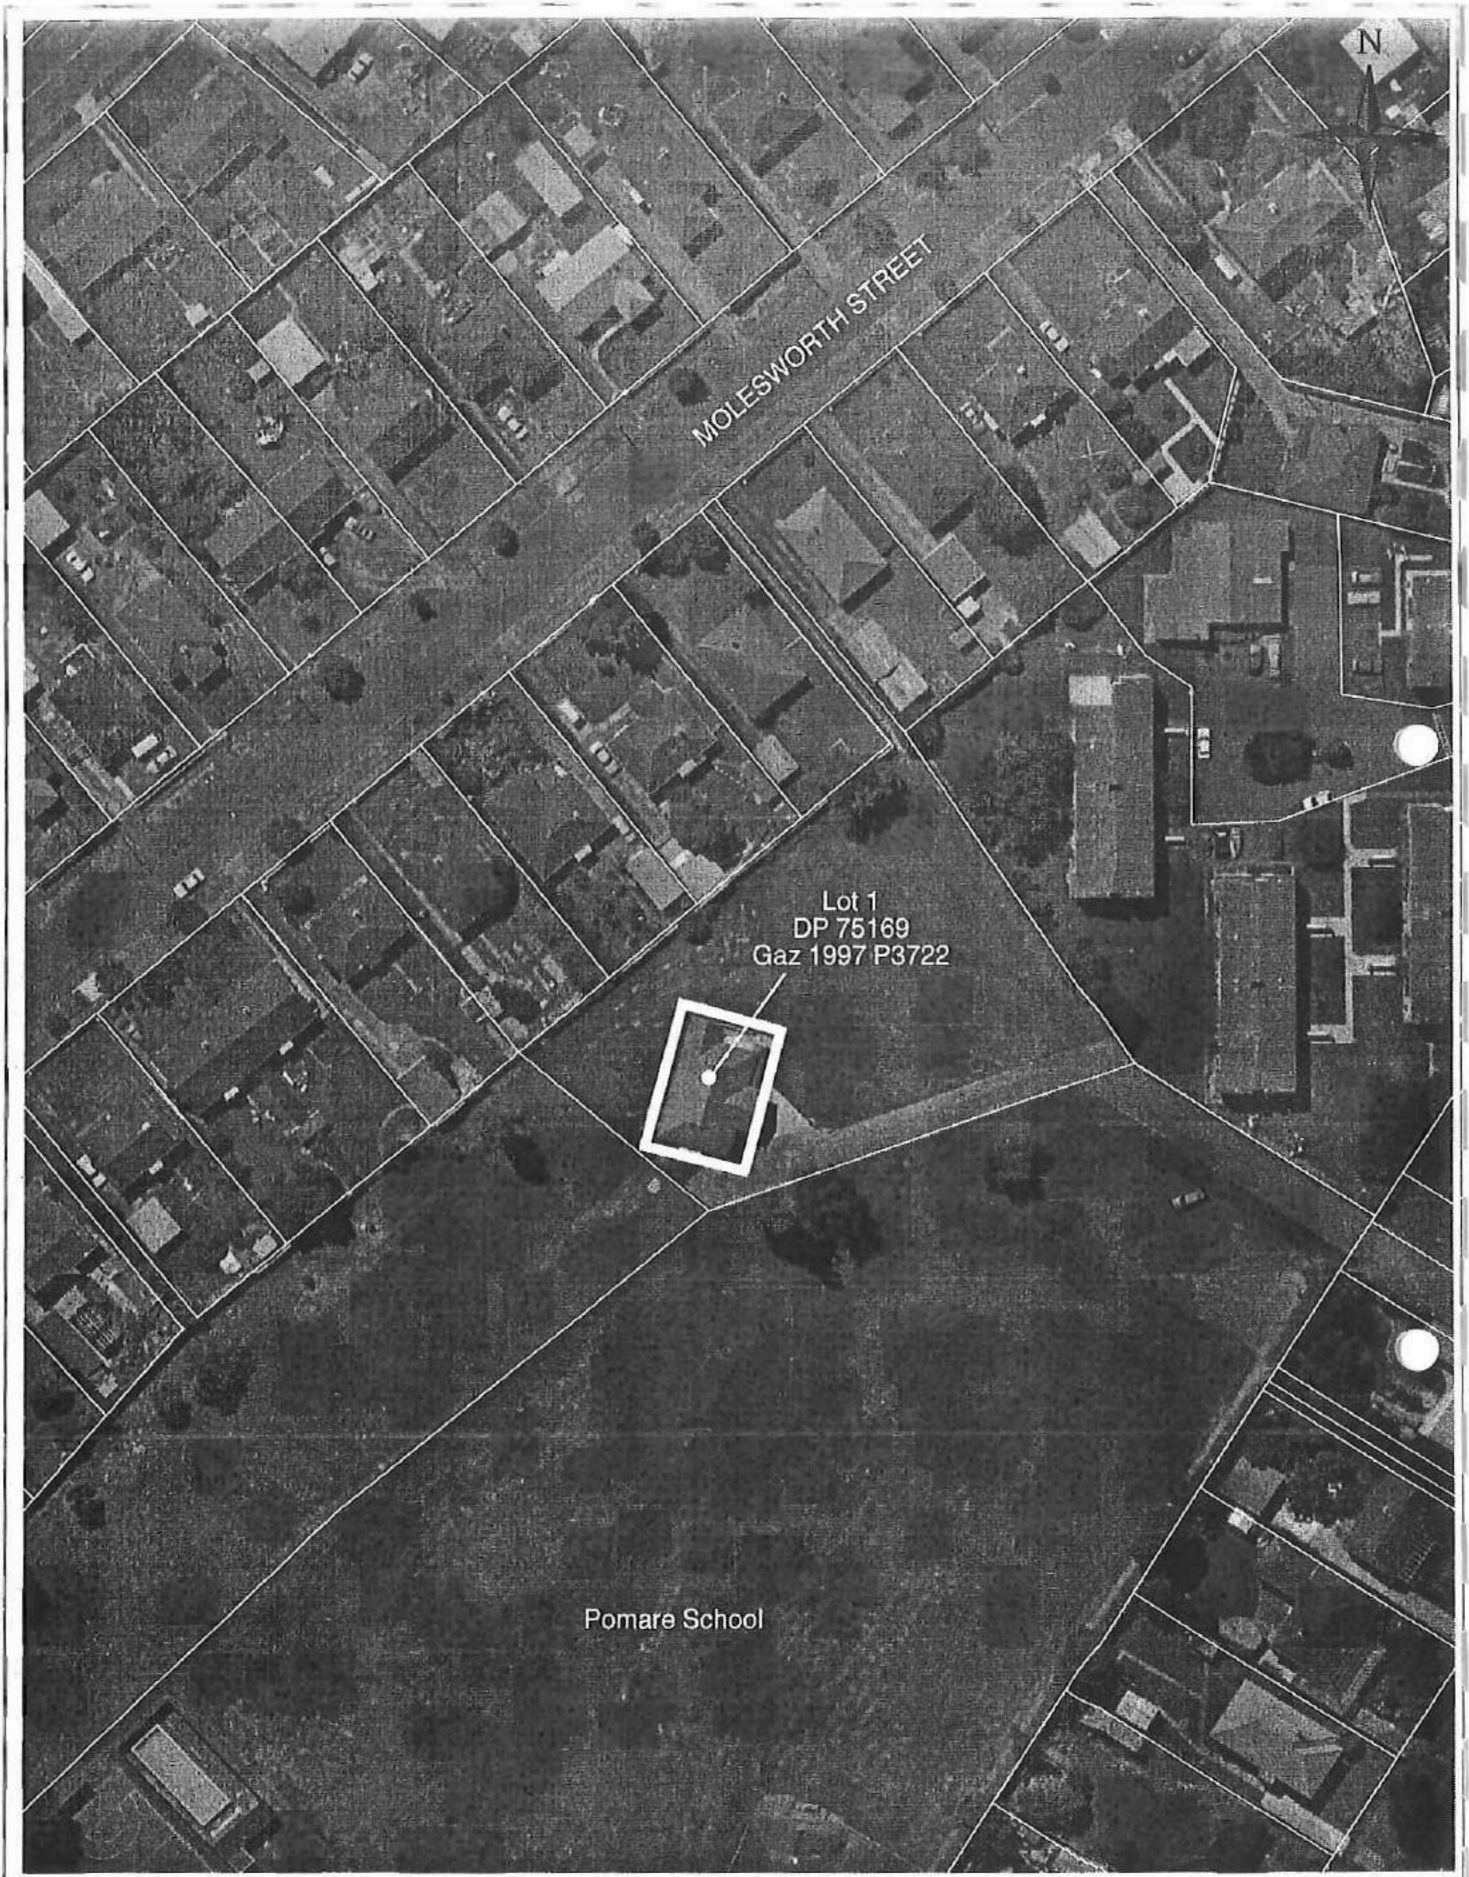 N
MOLESWORTH STREET
Lot 1
DP 75169
Gaz 1997 P3722
Pomare School